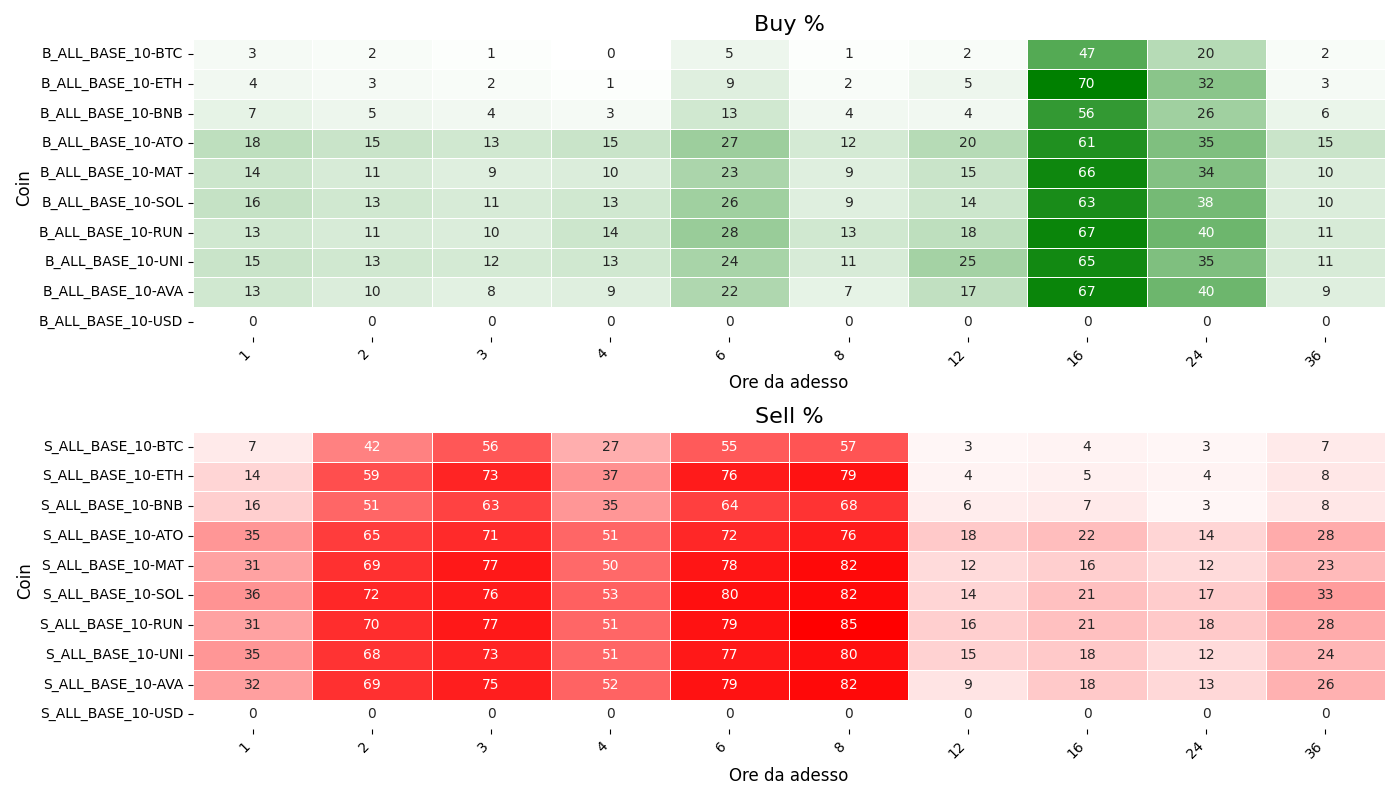 Buy %
Coin
B_ALL_BASE_10-BTC 3 2 1 0 5 1 2 47 20 2
B_ALL_BASE_10-ETH 4 3 2 1 9 2 5 70 32 3
B_ALL_BASE_10-BNB 7 5 4 3 13 4 4 56 26 6
B_ALL_BASE_10-ATO 18 15 13 15 27 12 20 61 35 15
B_ALL_BASE_10-MAT 14 11 9 10 23 9 15 66 34 10
B_ALL_BASE_10-SOL 16 13 11 13 26 9 14 63 38 10
B_ALL_BASE_10-RUN 13 11 10 14 28 13 18 67 40 11
B_ALL_BASE_10-UNI 15 13 12 13 24 11 25 65 35 11
B_ALL_BASE_10-AVA 13 10 8 9 22 7 17 67 40 9
B_ALL_BASE_10-USD 0 0 0 0 0 0 0 0 0 0
1 2 3 4 6 8 12 16 24 36
Ore da adesso
Sell %
Coin
S_ALL_BASE_10-BTC 7 42 56 27 55 57 3 4 3 7
S_ALL_BASE_10-ETH 14 59 73 37 76 79 4 5 4 8
S_ALL_BASE_10-BNB 16 51 63 35 64 68 6 7 3 8
S_ALL_BASE_10-ATO 35 65 71 51 72 76 18 22 14 28
S_ALL_BASE_10-MAT 31 69 77 50 78 82 12 16 12 23
S_ALL_BASE_10-SOL 36 72 76 53 80 82 14 21 17 33
S_ALL_BASE_10-RUN 31 70 77 51 79 85 16 21 18 28
S_ALL_BASE_10-UNI 35 68 73 51 77 80 15 18 12 24
S_ALL_BASE_10-AVA 32 69 75 52 79 82 9 18 13 26
S_ALL_BASE_10-USD 0 0 0 0 0 0 0 0 0 0
1 2 3 4 6 8 12 16 24 36
Ore da adesso